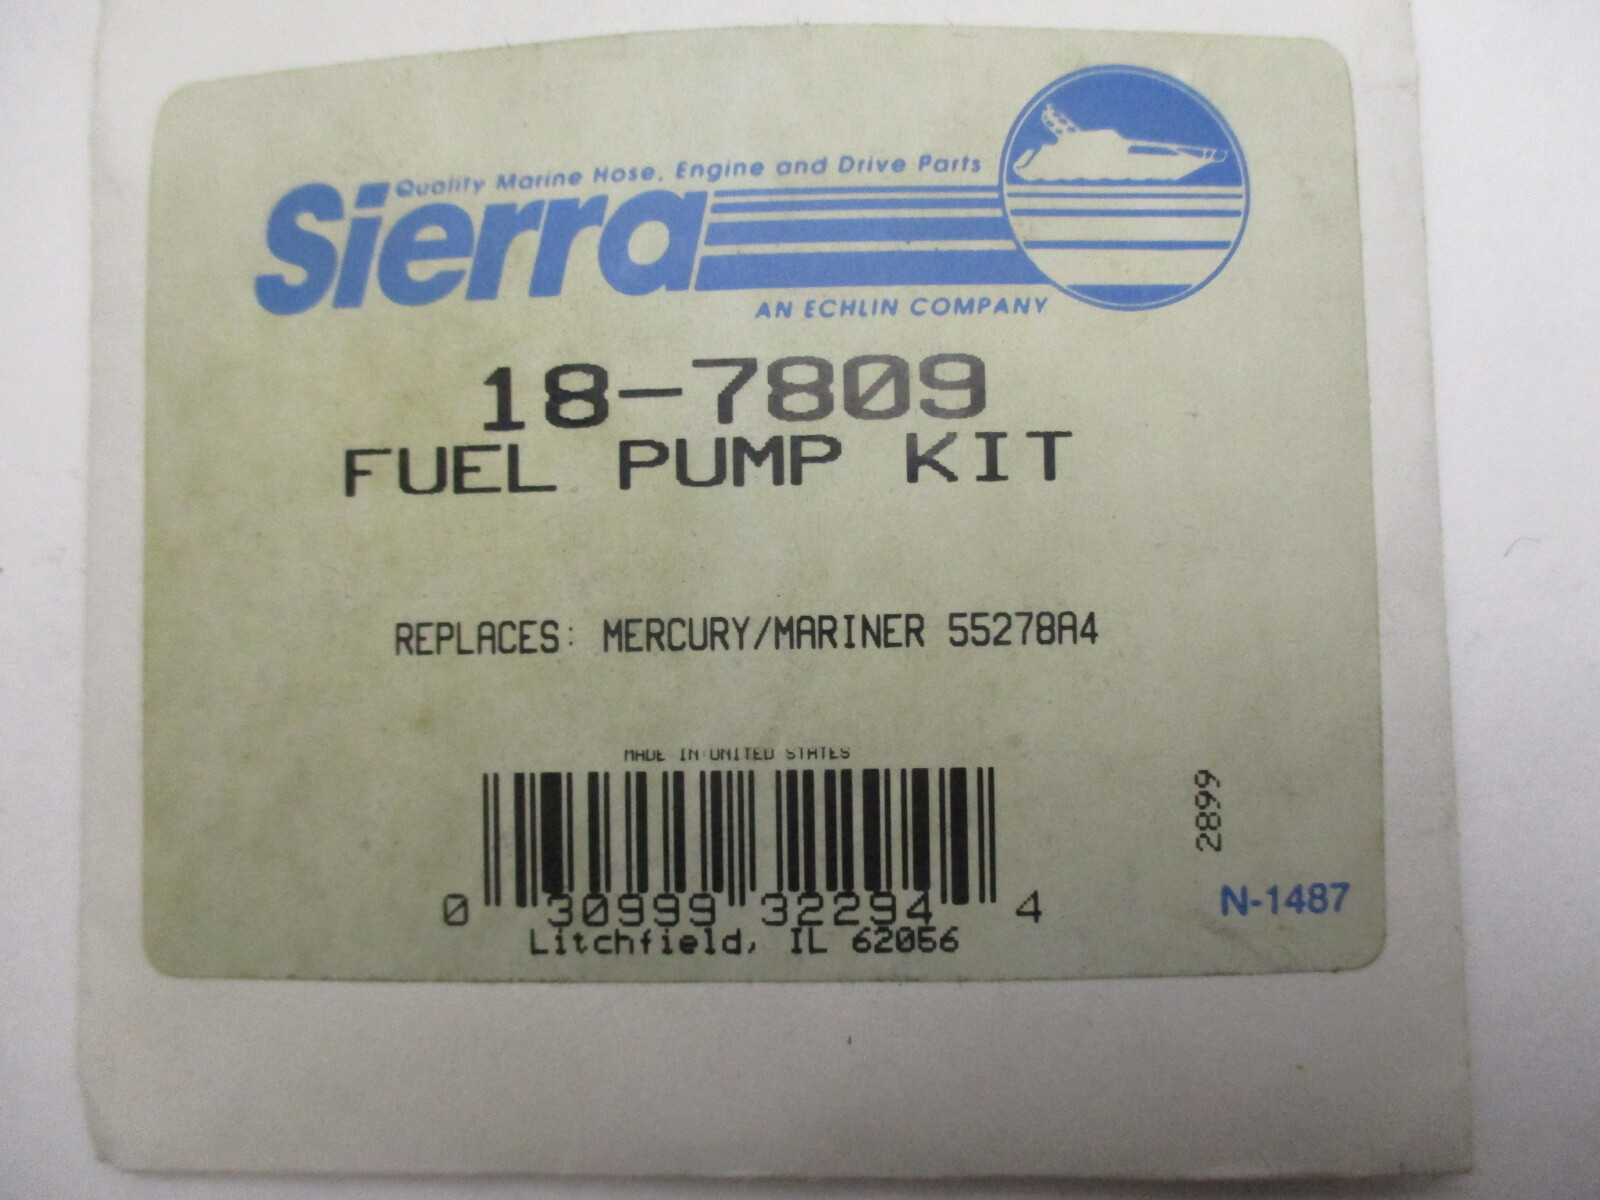 Quality Marine Hose, Engine and Drive Parts
Sierra
AN ECHLIN COMPANY
18-7809
FUEL PUMP KIT
REPLACES: MERCURY/MARINER 55278A4
MADE IN UNITED STATES
0 30999 32294 4
Litchfield, IL 62056
2899
N-1487